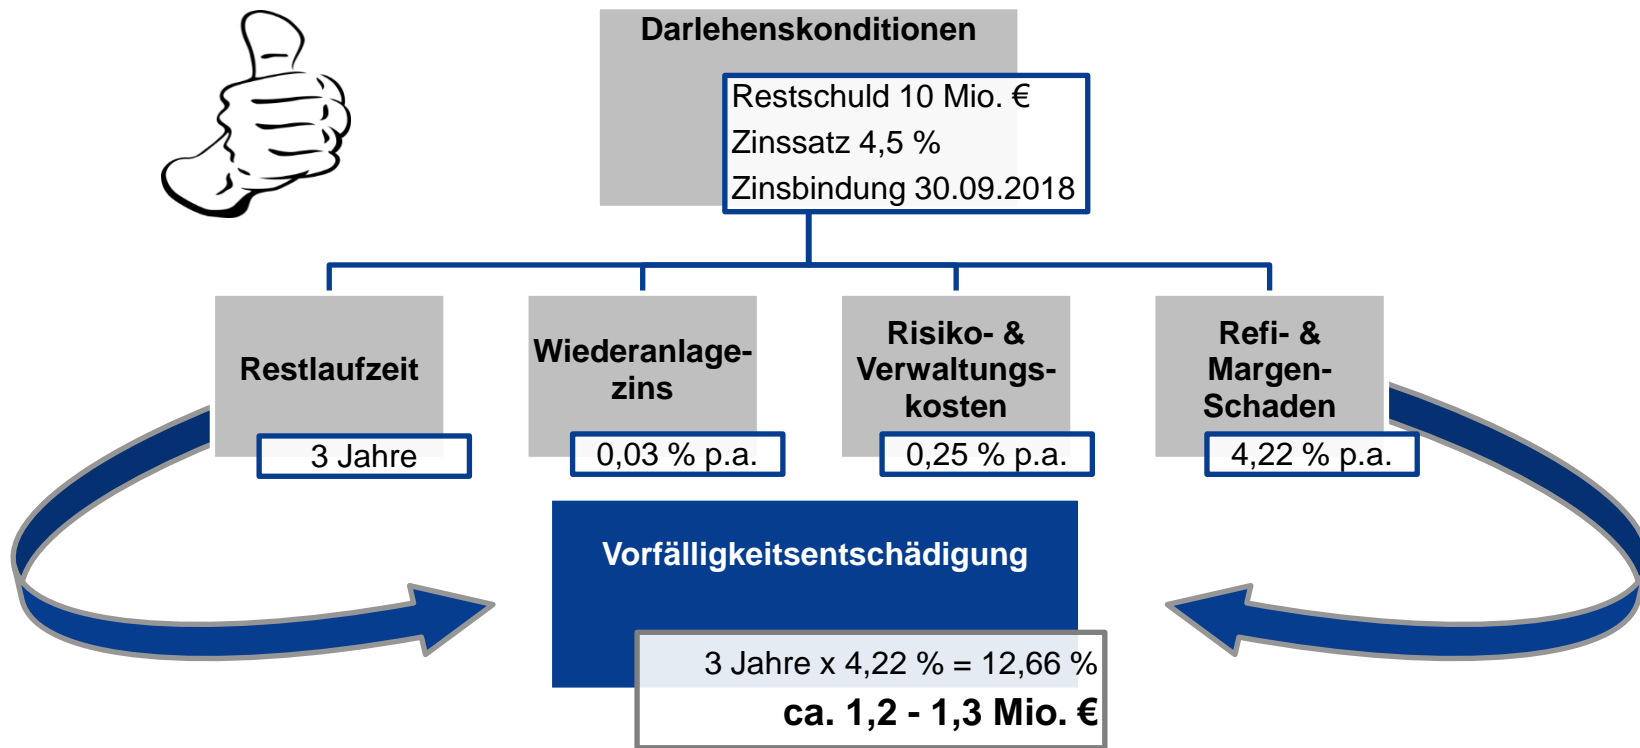 Darlehenskonditionen
Restschuld 10 Mio. €
Zinssatz 4,5 %
Zinsbindung 30.09.2018
Restlaufzeit
3 Jahre
Wiederanlage-
zins
0,03 % p.a.
Risiko- &
Verwaltungs-
kosten
0,25 % p.a.
Refi- &
Margen-
Schaden
4,22 % p.a.
Vorfälligkeitsentschädigung
3 Jahre x 4,22 % = 12,66 %
ca. 1,2 - 1,3 Mio. €